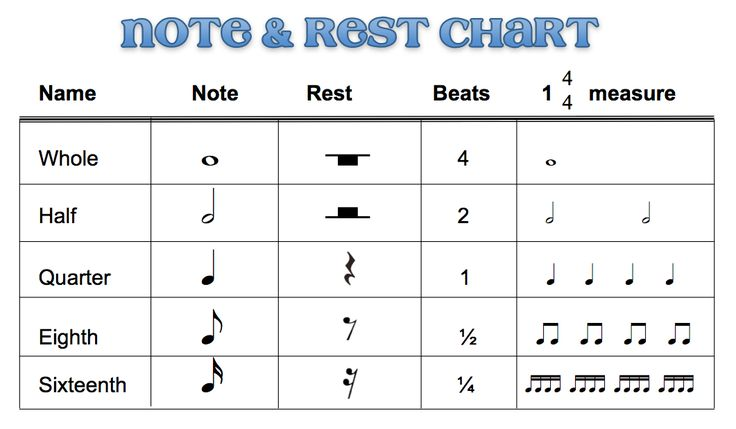 NOTE & REST CHART
Name Note Rest Beats 1 4/4 measure
Whole 4
Half 2
Quarter 1
Eighth ½
Sixteenth ¼